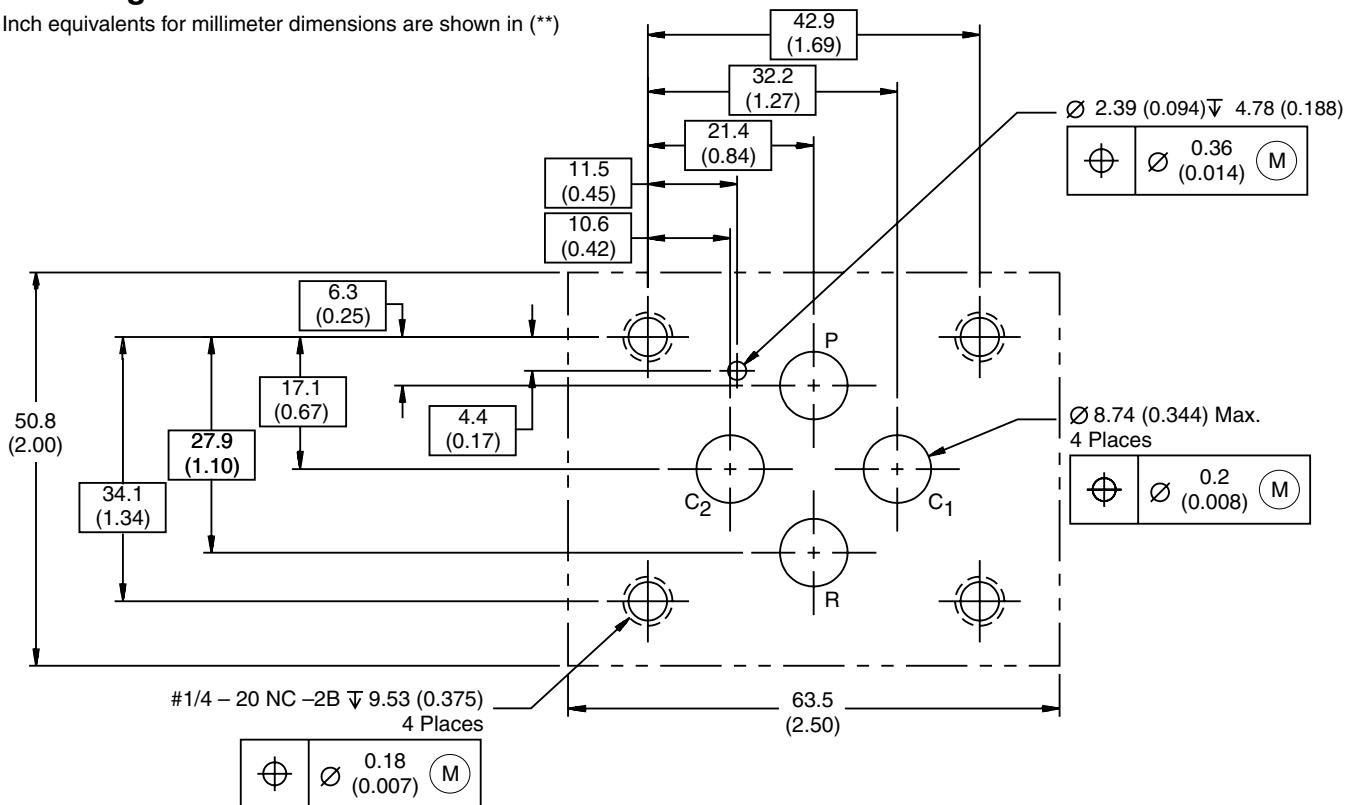 Inch equivalents for millimeter dimensions are shown in (**)
42.9
(1.69)
32.2
(1.27)
21.4
(0.84)
11.5
(0.45)
10.6
(0.42)
⌀ 2.39 (0.094)↧ 4.78 (0.188)
⌖ ⌀ 0.36
(0.014) Ⓜ
6.3
(0.25)
P
17.1
(0.67)
4.4
(0.17)
50.8
(2.00)
27.9
(1.10)
34.1
(1.34)
⌀ 8.74 (0.344) Max.
4 Places
⌖ ⌀ 0.2
(0.008) Ⓜ
C2
C1
R
#1/4 – 20 NC –2B ↧ 9.53 (0.375)
4 Places
⌖ ⌀ 0.18
(0.007) Ⓜ
63.5
(2.50)